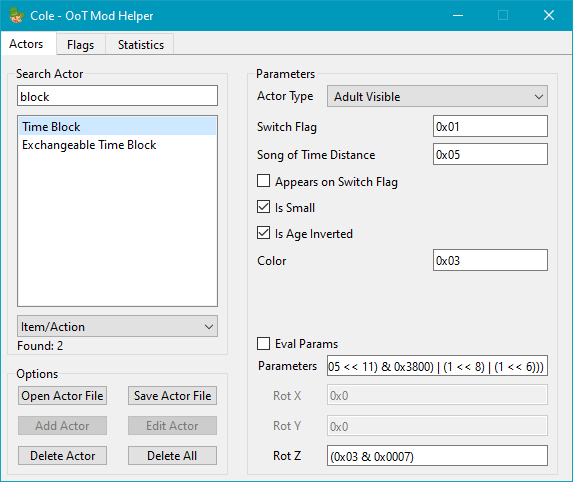 Cole - OoT Mod Helper
Actors Flags Statistics
Search Actor
block
Time Block
Exchangeable Time Block
Item/Action
Found: 2
Options
Open Actor File Save Actor File
Add Actor Edit Actor
Delete Actor Delete All
Parameters
Actor Type Adult Visible
Switch Flag 0x01
Song of Time Distance 0x05
Appears on Switch Flag
Is Small
Is Age Inverted
Color 0x03
Eval Params
Parameters 05 << 11) & 0x3800) | (1 << 8) | (1 << 6)))
Rot X 0x0
Rot Y 0x0
Rot Z (0x03 & 0x0007)